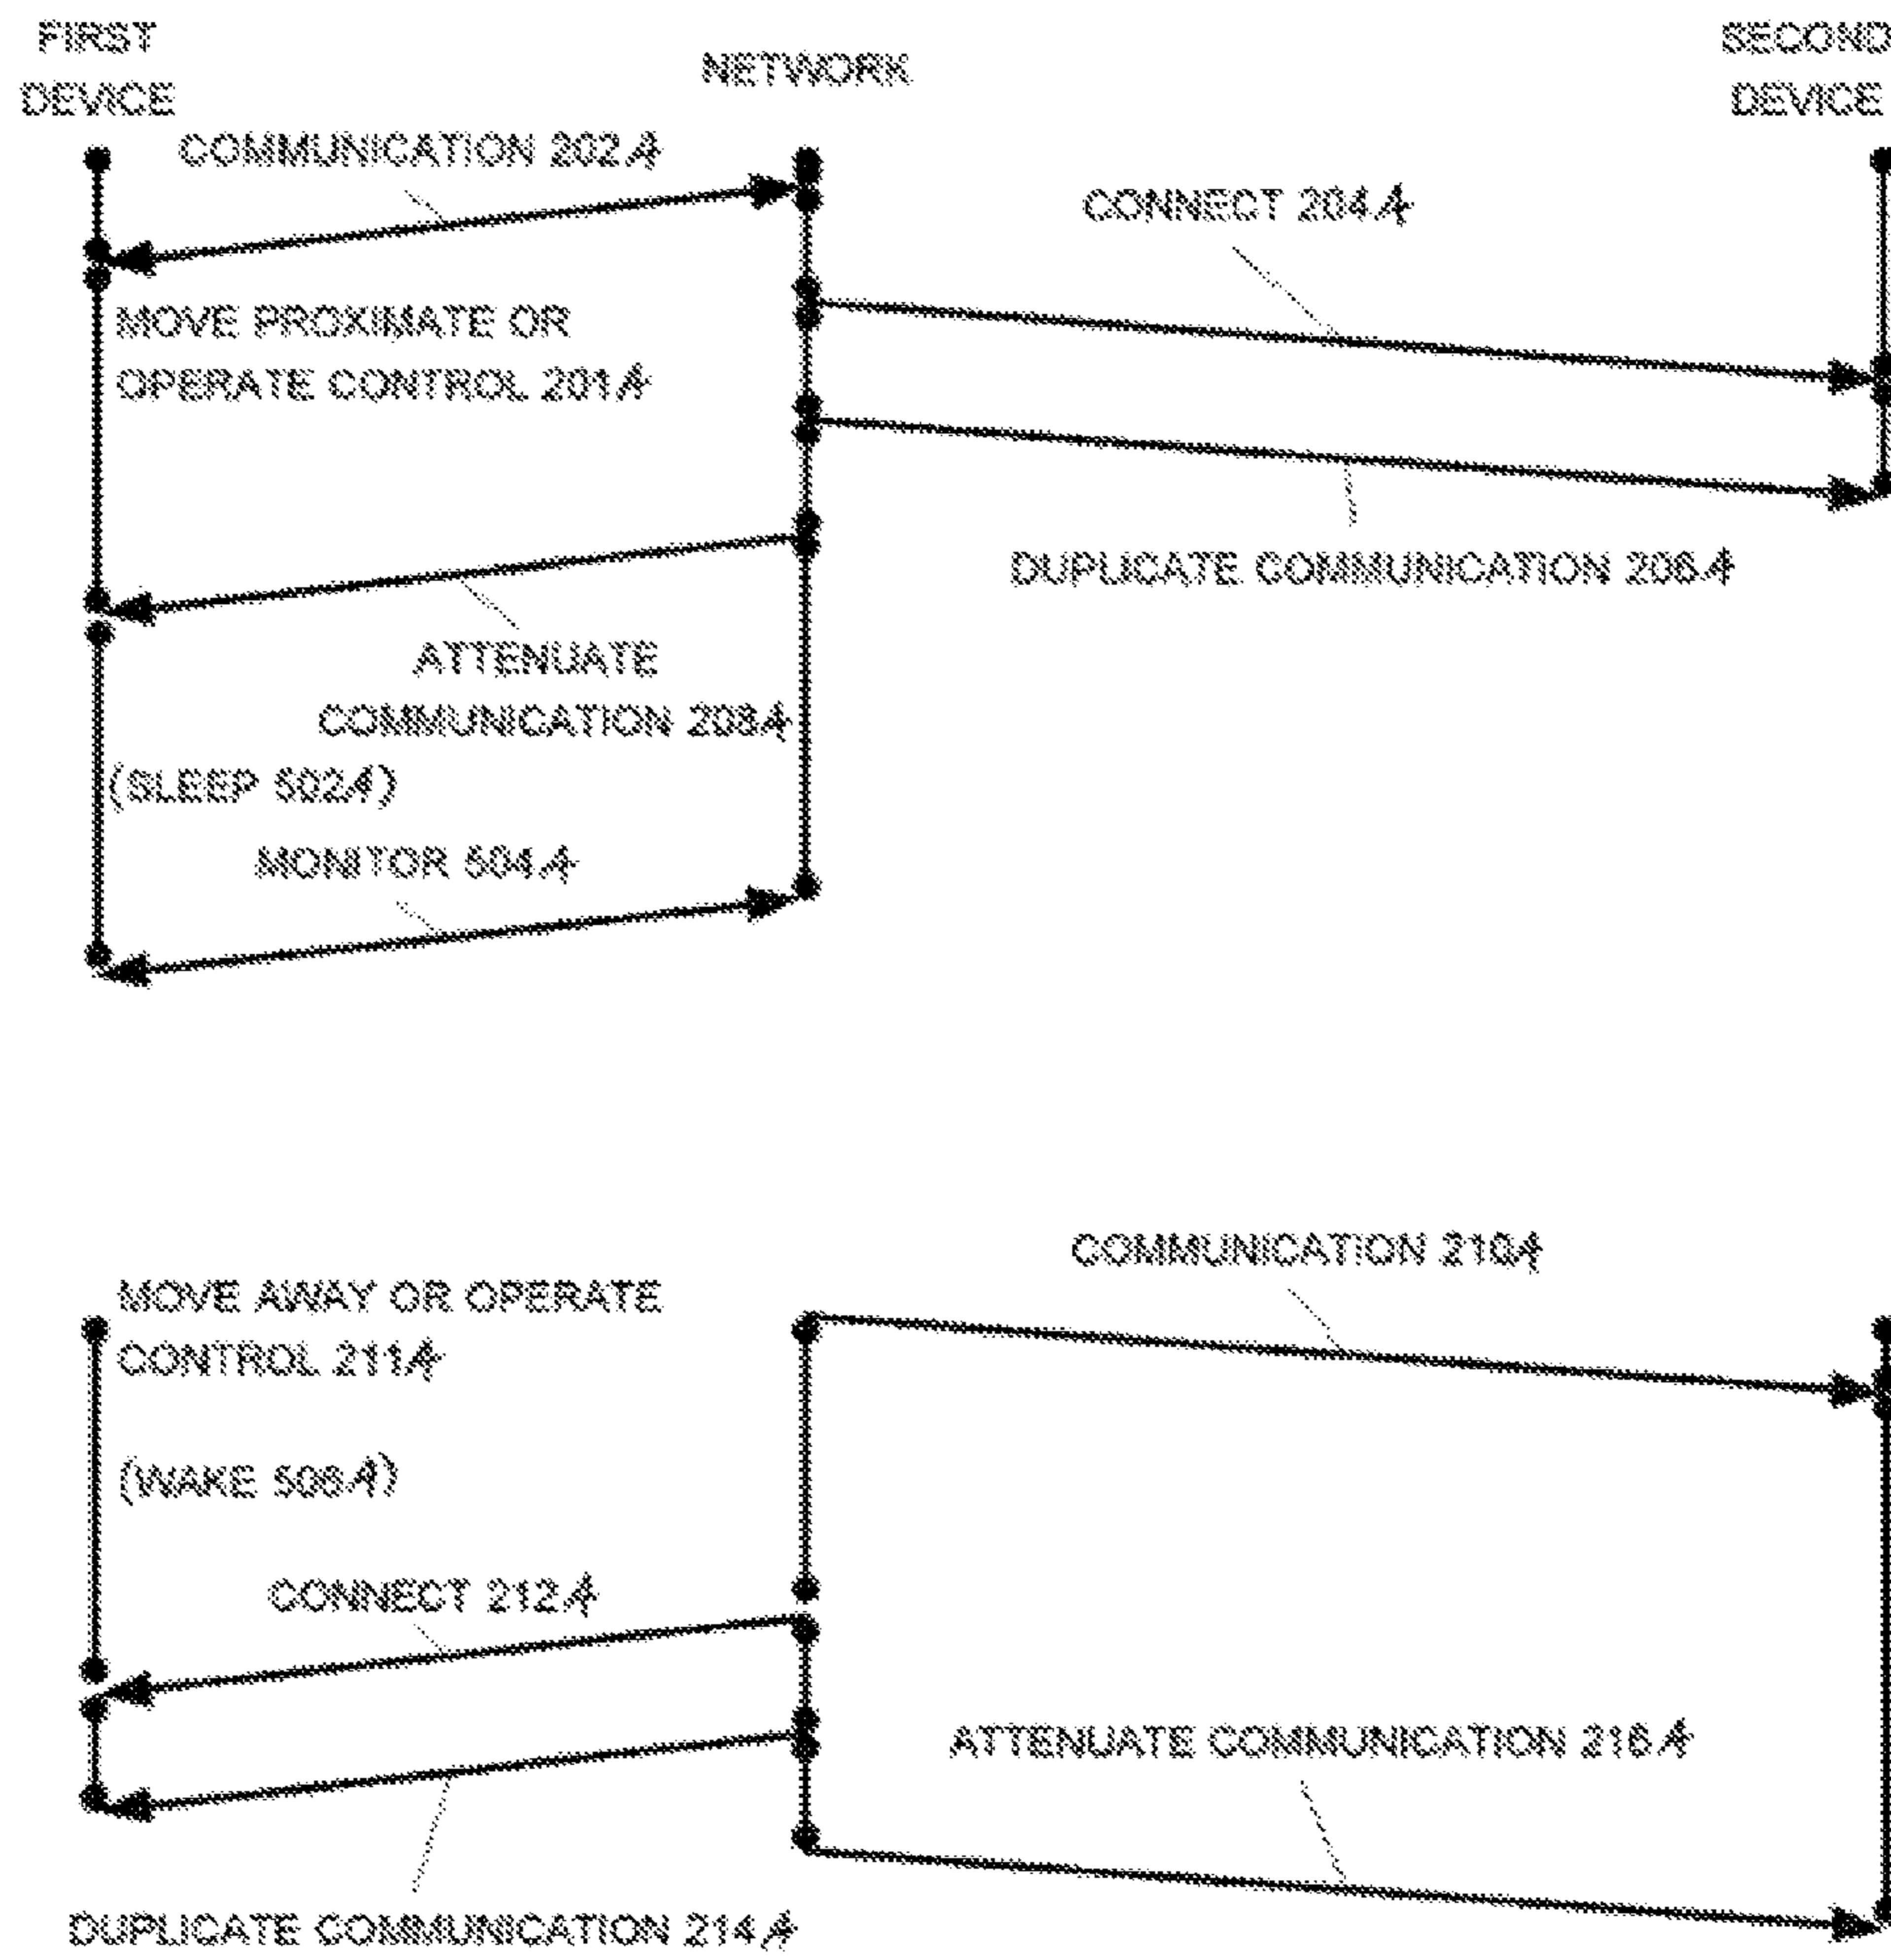 FIRST
DEVICE
NETWORK
SECOND
DEVICE
COMMUNICATION 202A
CONNECT 204A
MOVE PROXIMATE OR
OPERATE CONTROL 201A
DUPLICATE COMMUNICATION 206A
ATTENUATE
COMMUNICATION 208A
(SLEEP 502A)
MONITOR 504A
COMMUNICATION 210A
MOVE AWAY OR OPERATE
CONTROL 211A
(WAKE 506A)
CONNECT 212A
ATTENUATE COMMUNICATION 216A
DUPLICATE COMMUNICATION 214A